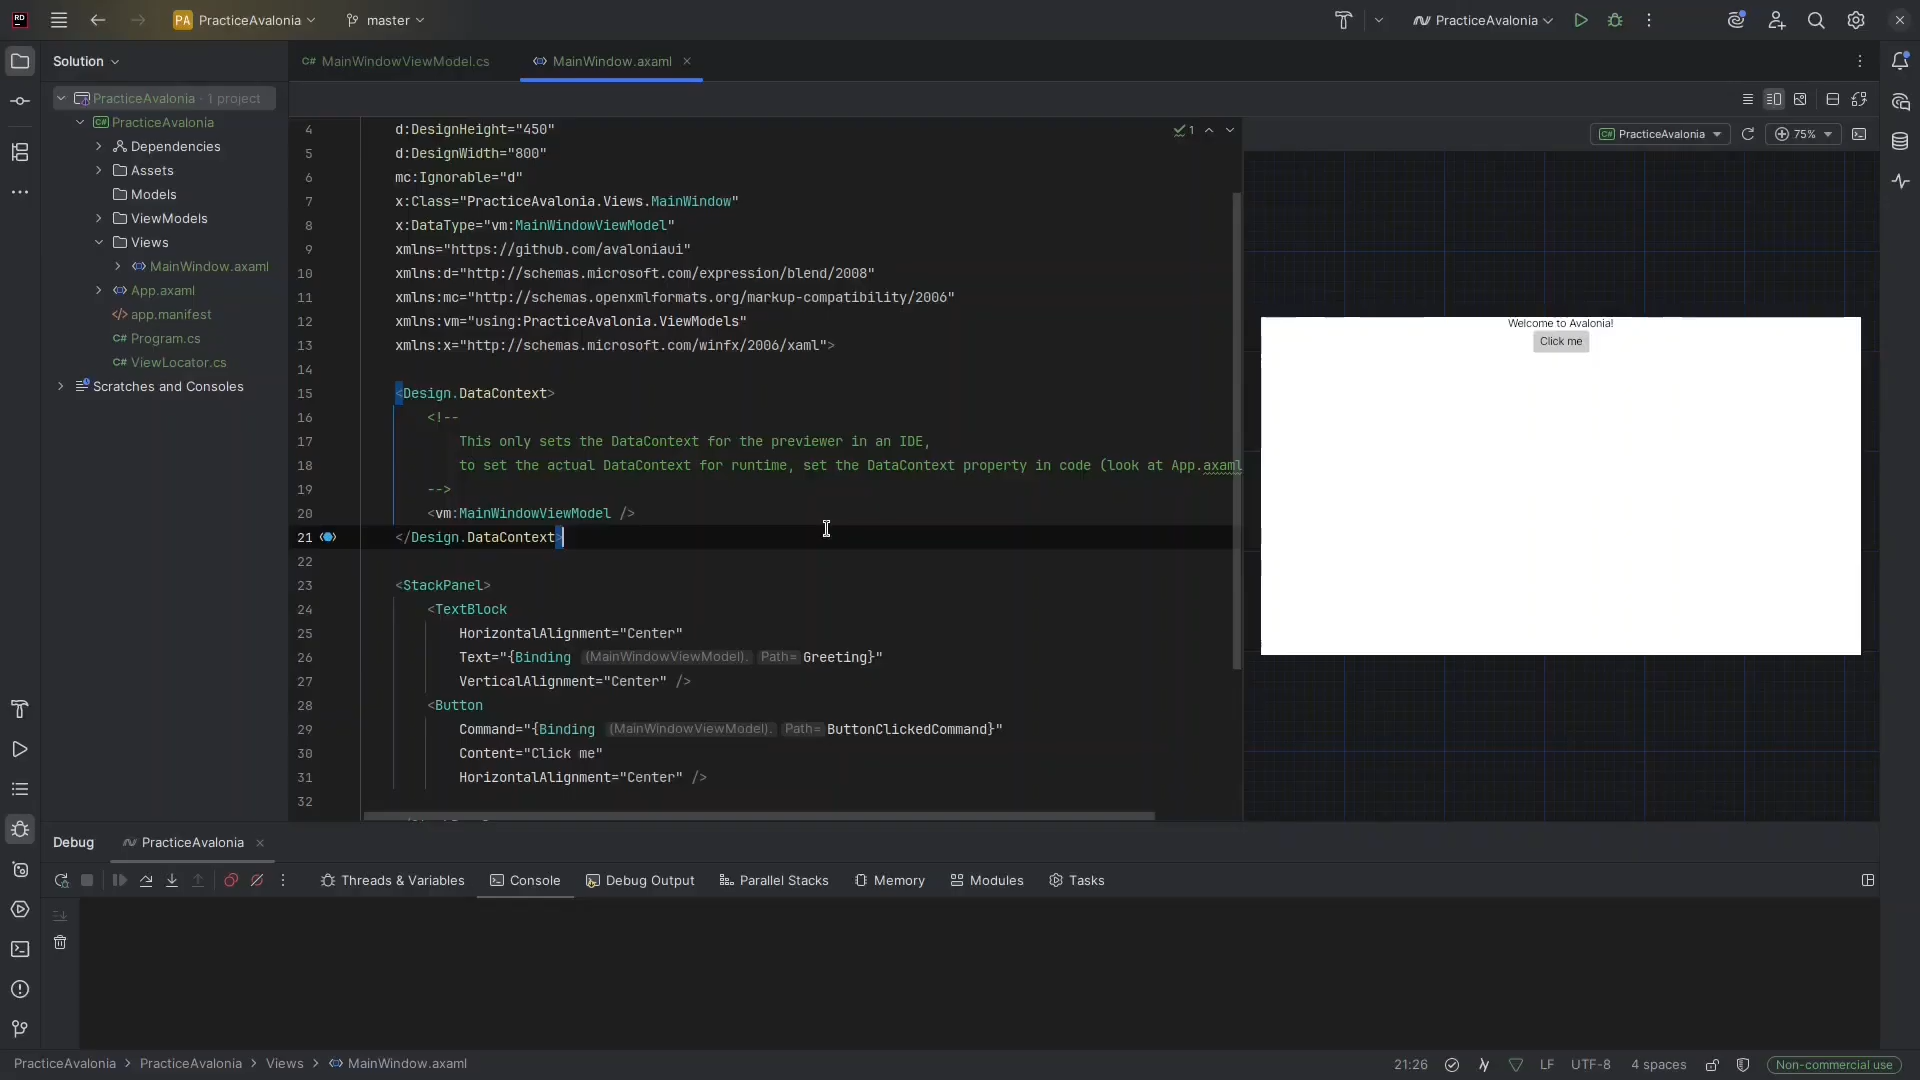 PA PracticeAvalonia master PracticeAvalonia
Solution
PracticeAvalonia · 1 project
PracticeAvalonia
Dependencies
Assets
Models
ViewModels
Views
MainWindow.axaml
App.axaml
app.manifest
C# Program.cs
C# ViewLocator.cs
Scratches and Consoles
C# MainWindowViewModel.cs MainWindow.axaml
PracticeAvalonia 75%
1
4 d:DesignHeight="450"
5 d:DesignWidth="800"
6 mc:Ignorable="d"
7 x:Class="PracticeAvalonia.Views.MainWindow"
8 x:DataType="vm:MainWindowViewModel"
9 xmlns="https://github.com/avaloniaui"
10 xmlns:d="http://schemas.microsoft.com/expression/blend/2008"
11 xmlns:mc="http://schemas.openxmlformats.org/markup-compatibility/2006"
12 xmlns:vm="using:PracticeAvalonia.ViewModels"
13 xmlns:x="http://schemas.microsoft.com/winfx/2006/xaml">
14
15 <Design.DataContext>
16 <!--
17 This only sets the DataContext for the previewer in an IDE,
18 to set the actual DataContext for runtime, set the DataContext property in code (look at App.axaml
19 -->
20 <vm:MainWindowViewModel />
21 </Design.DataContext>
22
23 <StackPanel>
24 <TextBlock
25 HorizontalAlignment="Center"
26 Text="{Binding (MainWindowViewModel). Path= Greeting}"
27 VerticalAlignment="Center" />
28 <Button
29 Command="{Binding (MainWindowViewModel). Path= ButtonClickedCommand}"
30 Content="Click me"
31 HorizontalAlignment="Center" />
32
Welcome to Avalonia!
Click me
Debug PracticeAvalonia
Threads & Variables Console Debug Output Parallel Stacks Memory Modules Tasks
PracticeAvalonia > PracticeAvalonia > Views > MainWindow.axaml
21:26 LF UTF-8 4 spaces Non-commercial use